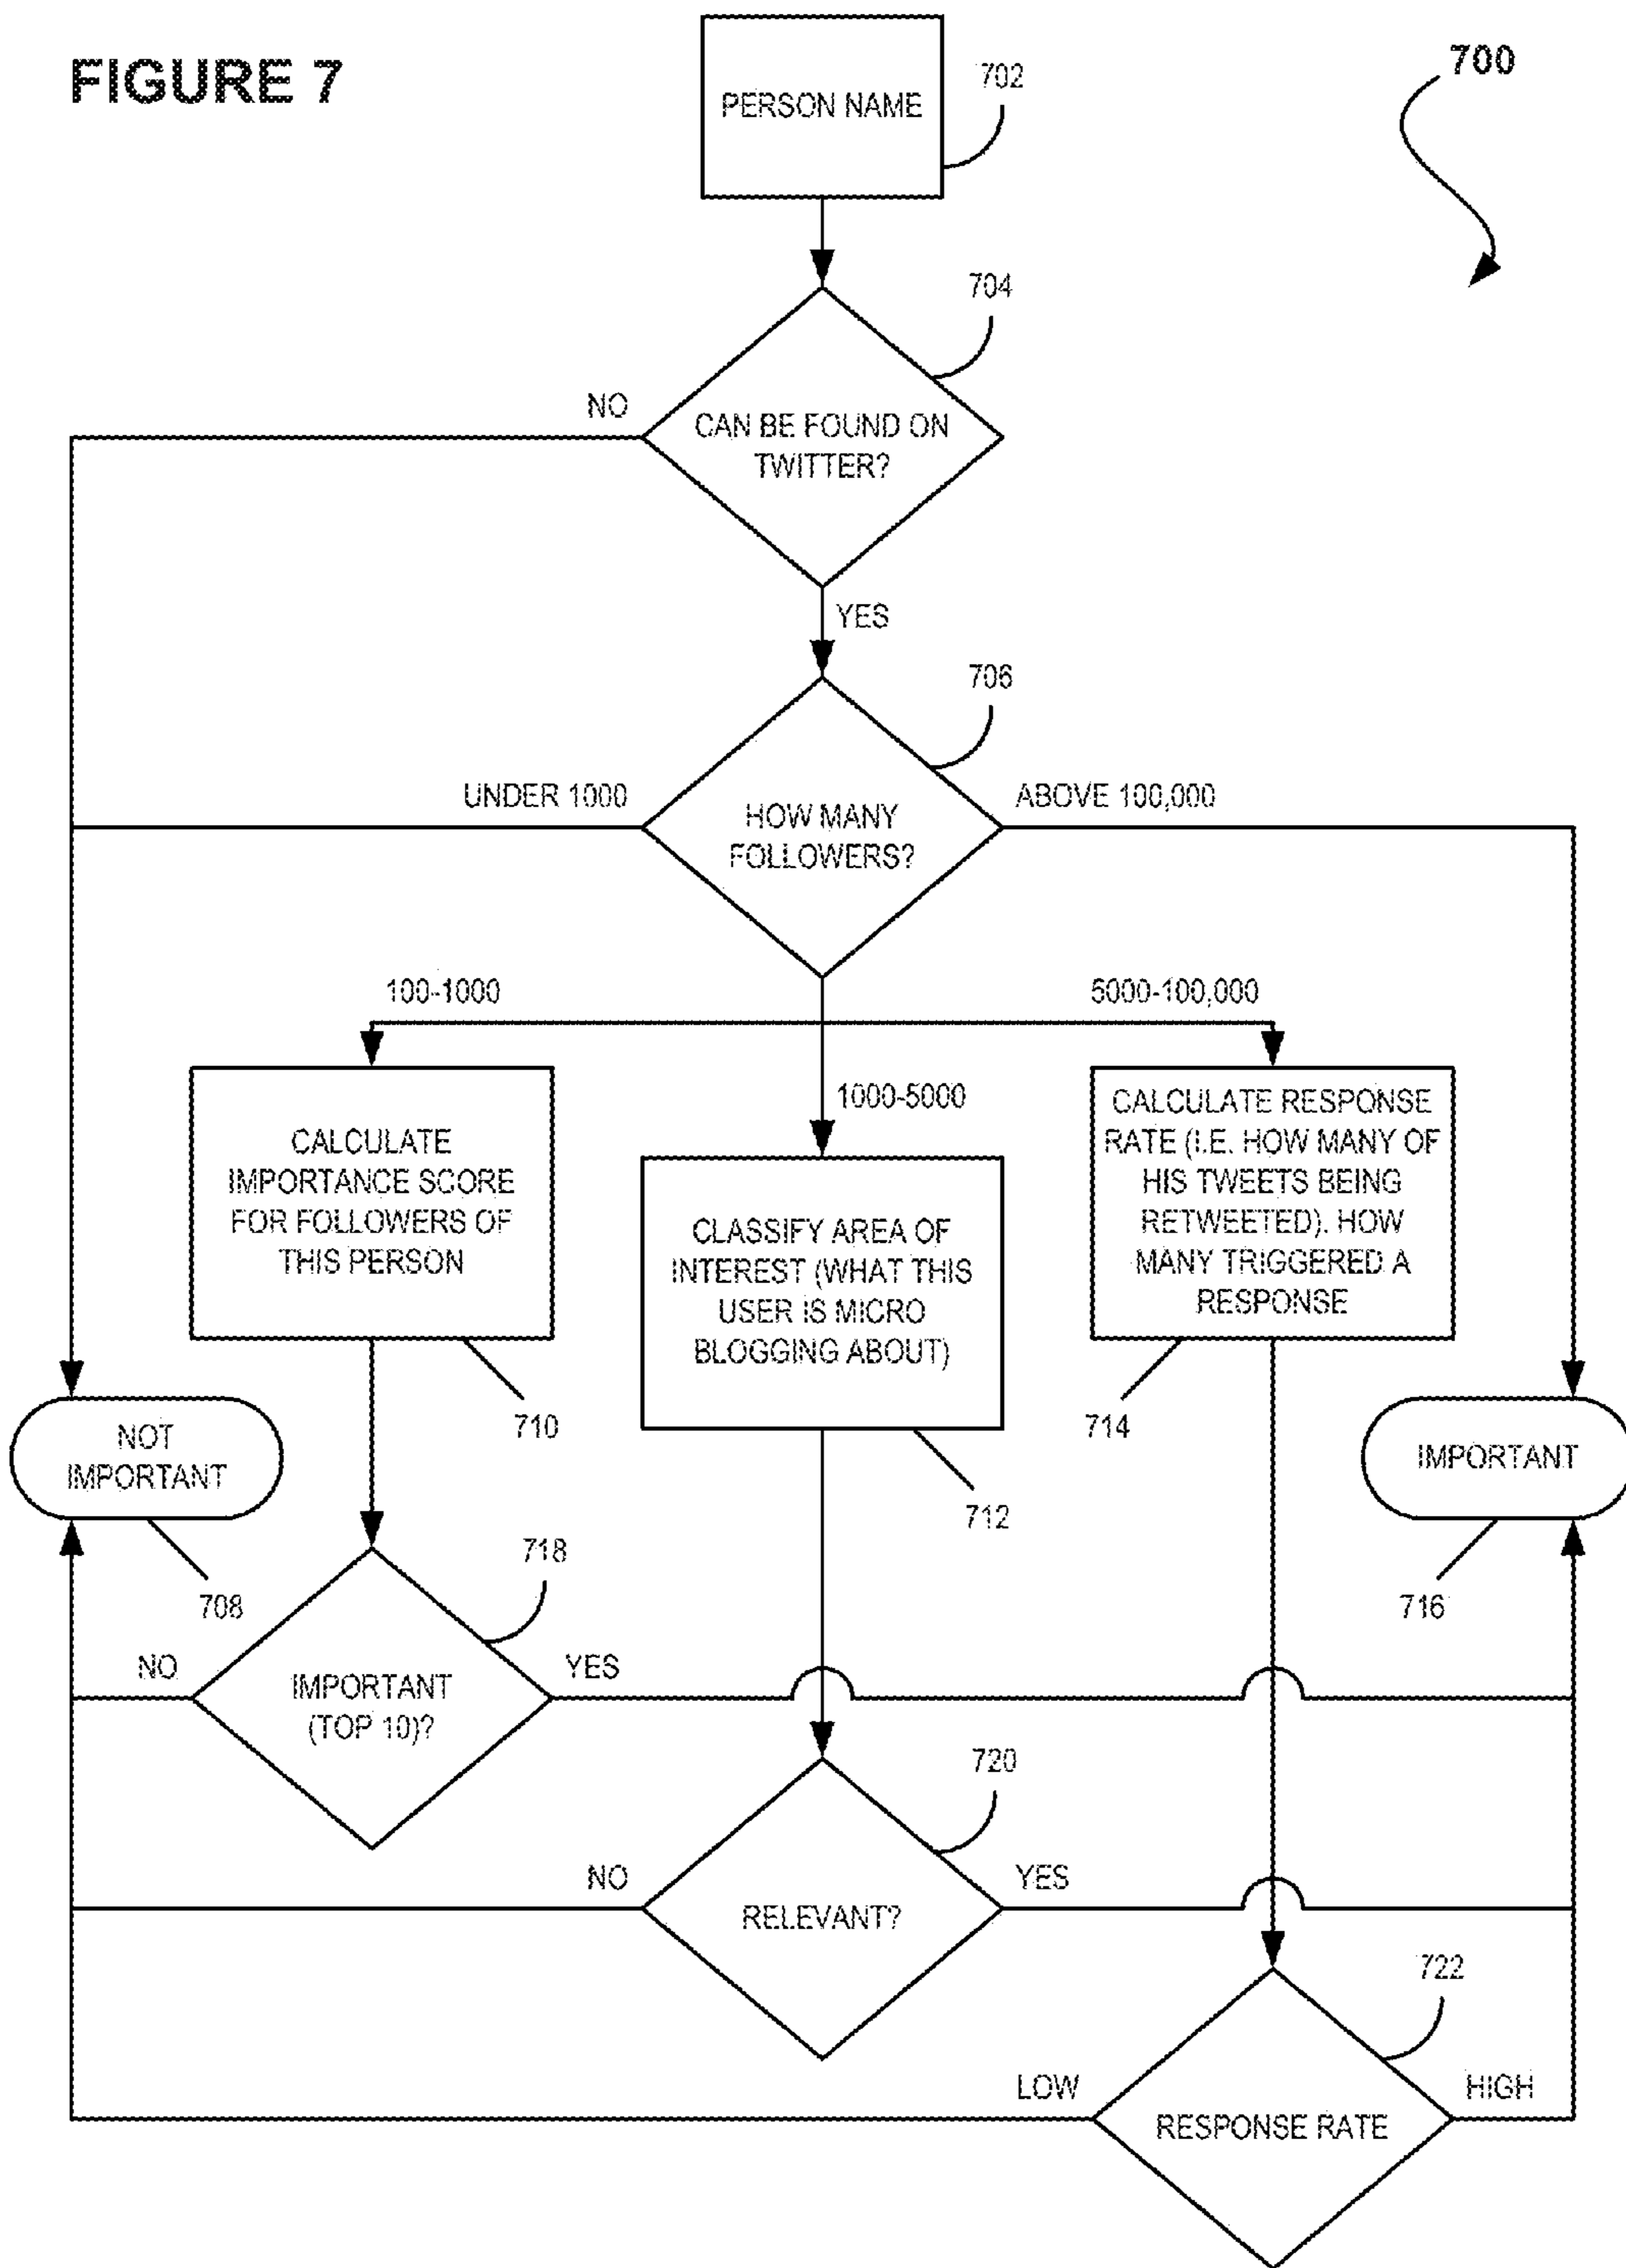 FIGURE 7
700
PERSON NAME
702
704
NO
CAN BE FOUND ON
TWITTER?
YES
706
UNDER 1000
ABOVE 100,000
HOW MANY
FOLLOWERS?
100-1000
5000-100,000
1000-5000
CALCULATE
IMPORTANCE SCORE
FOR FOLLOWERS OF
THIS PERSON
710
CLASSIFY AREA OF
INTEREST (WHAT THIS
USER IS MICRO
BLOGGING ABOUT)
712
CALCULATE RESPONSE
RATE (I.E. HOW MANY OF
HIS TWEETS BEING
RETWEETED). HOW
MANY TRIGGERED A
RESPONSE
714
NOT
IMPORTANT
708
IMPORTANT
716
718
NO
YES
IMPORTANT
(TOP 10)?
720
NO
YES
RELEVANT?
722
LOW
HIGH
RESPONSE RATE